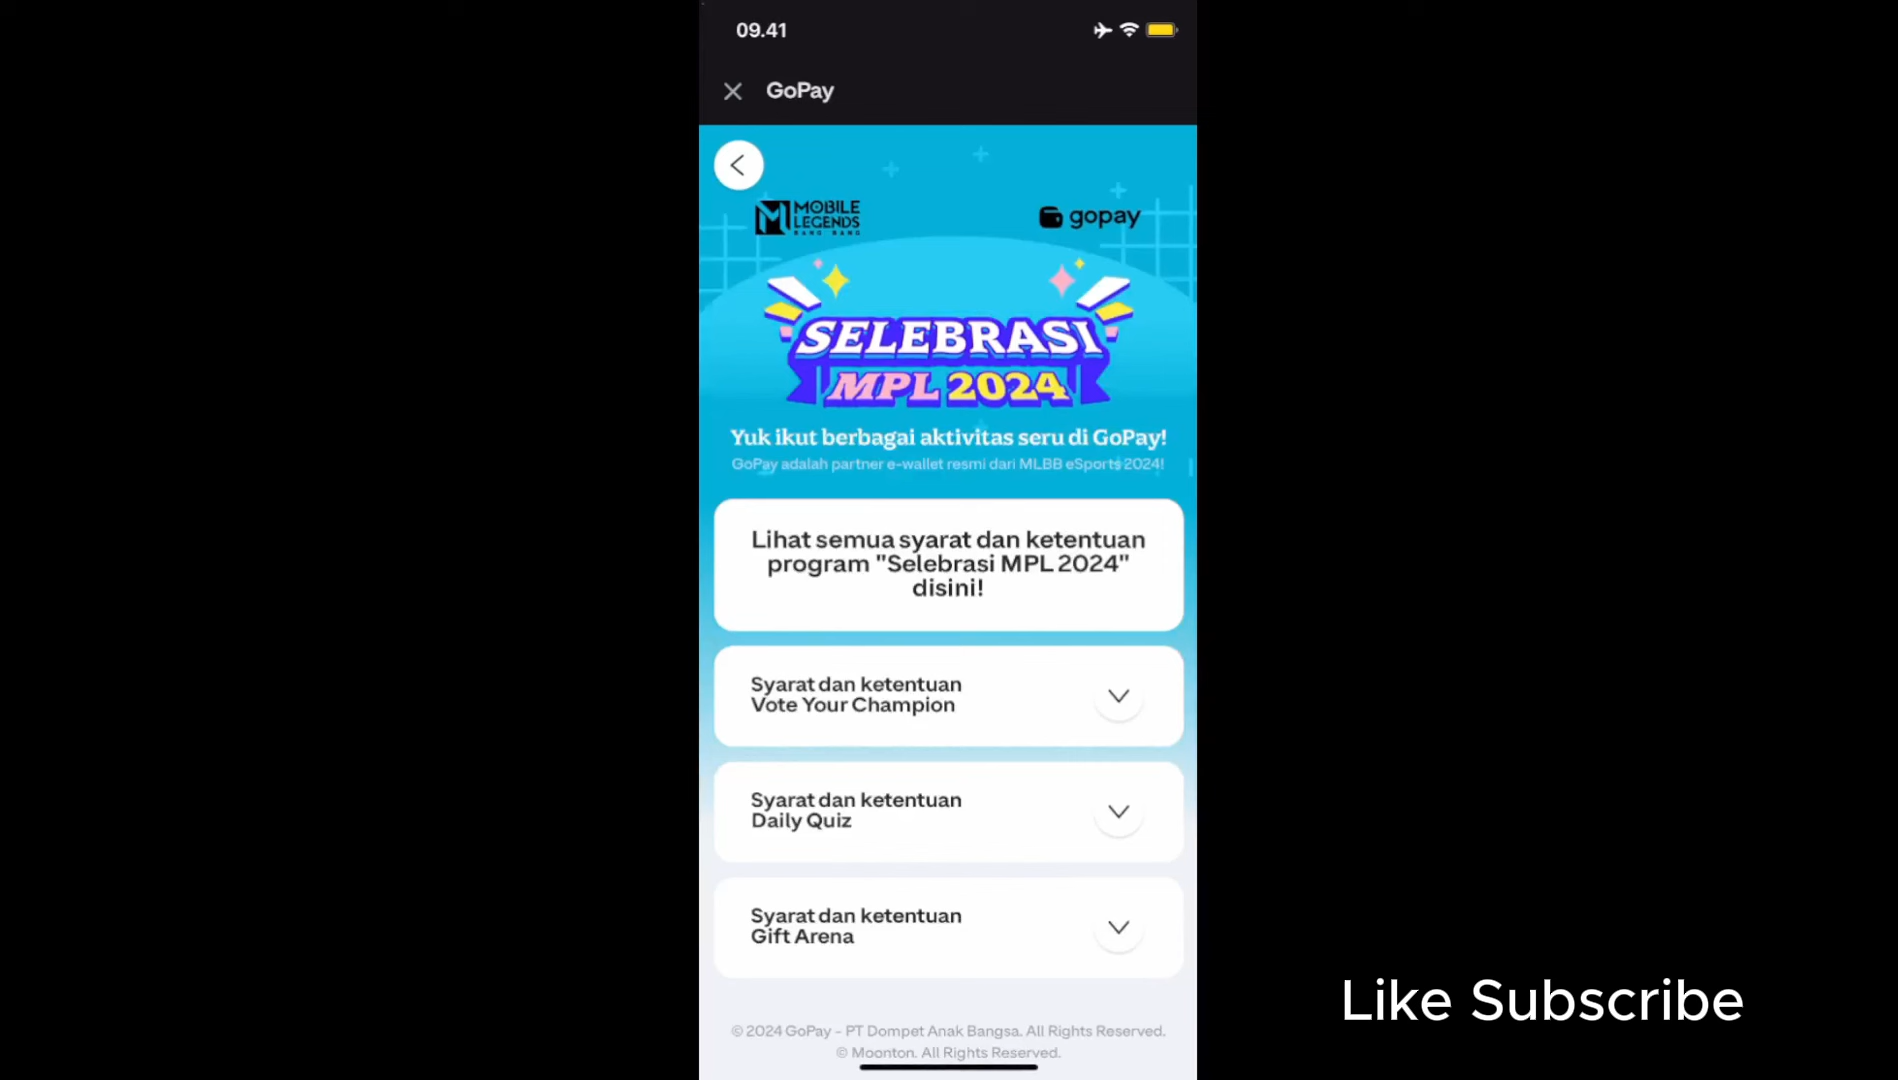 09.41
GoPay
MOBILE
LEGENDS
BANG BANG
gopay
SELEBRASI
MPL 2024
Yuk ikut berbagai aktivitas seru di GoPay!
GoPay adalah partner e-wallet resmi dari MLBB eSports 2024!
Lihat semua syarat dan ketentuan
program "Selebrasi MPL 2024"
disini!
Syarat dan ketentuan
Vote Your Champion
Syarat dan ketentuan
Daily Quiz
Syarat dan ketentuan
Gift Arena
Like Subscribe
© 2024 GoPay - PT Dompet Anak Bangsa. All Rights Reserved.
© Moonton. All Rights Reserved.